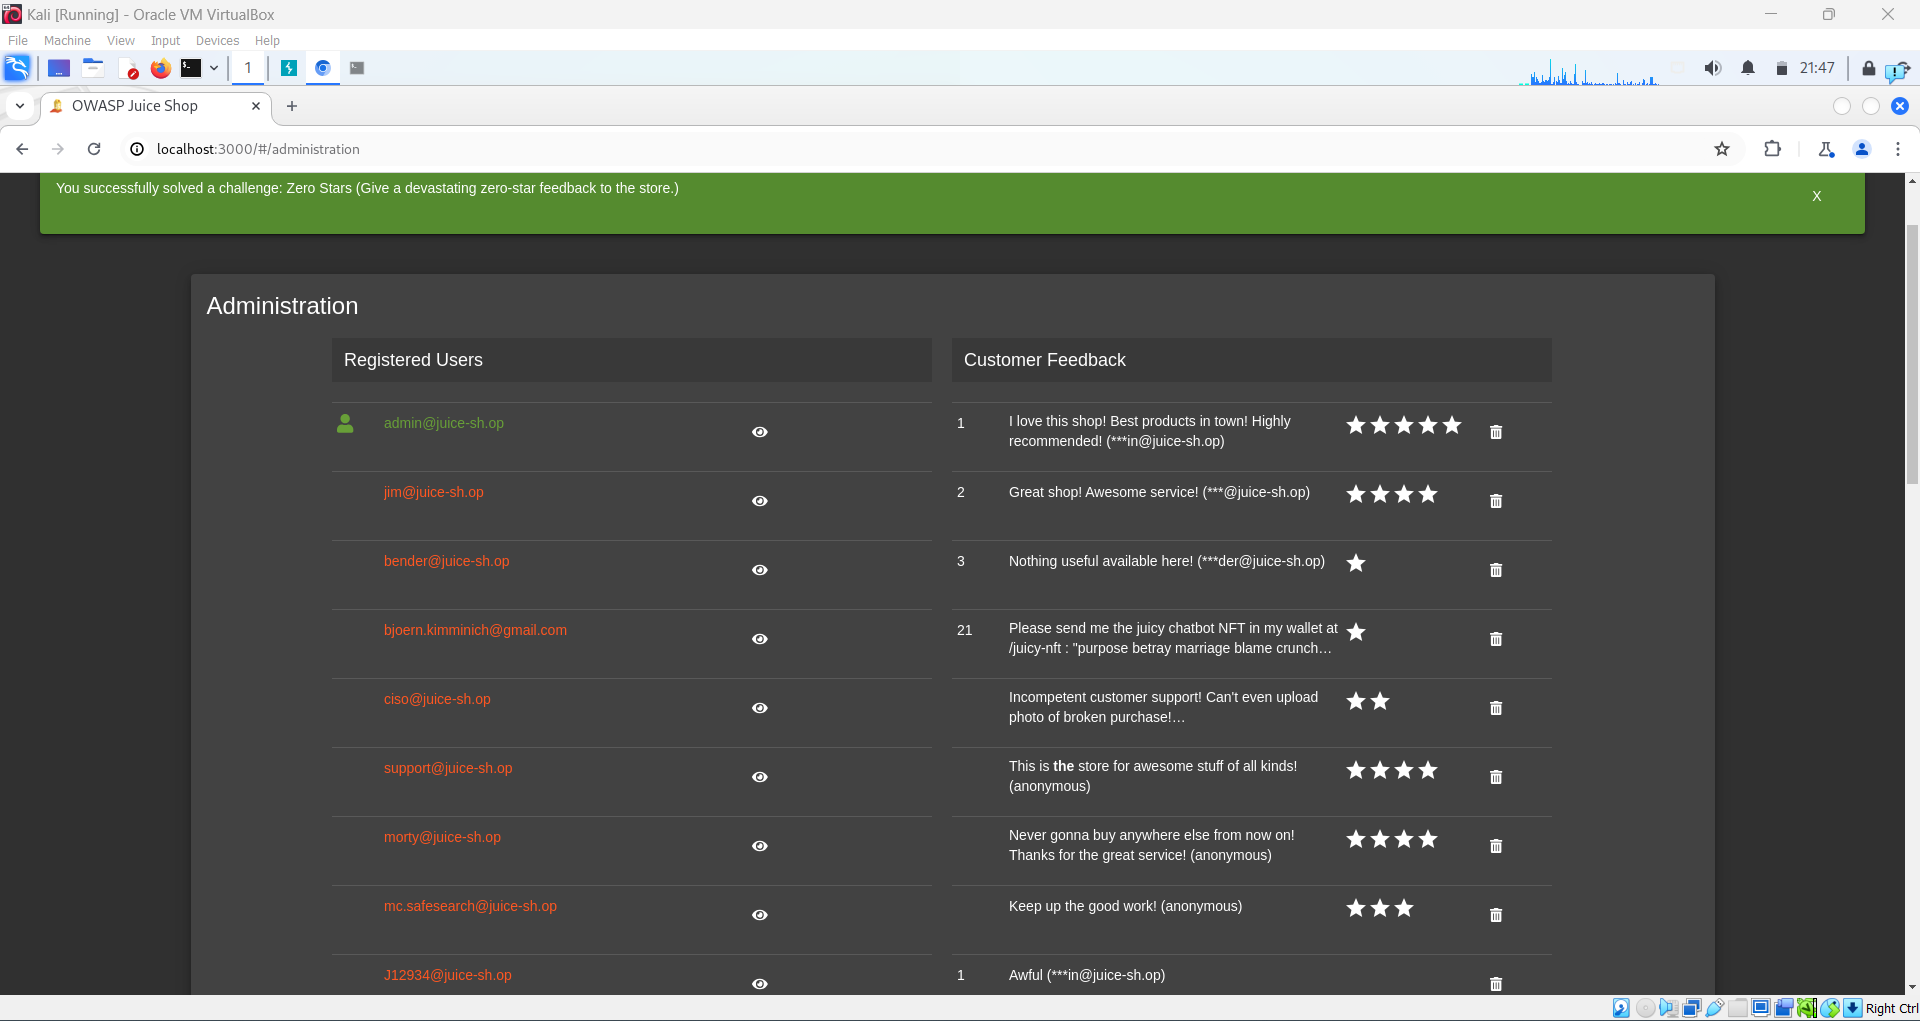 Kali [Running] - Oracle VM VirtualBox
File Machine View Input Devices Help
1
21:47
OWASP Juice Shop
localhost:3000/#/administration
You successfully solved a challenge: Zero Stars (Give a devastating zero-star feedback to the store.)
X
Administration
Registered Users
Customer Feedback
admin@juice-sh.op
1
I love this shop! Best products in town! Highly
recommended! (***in@juice-sh.op)
jim@juice-sh.op
2
Great shop! Awesome service! (***@juice-sh.op)
bender@juice-sh.op
3
Nothing useful available here! (***der@juice-sh.op)
bjoern.kimminich@gmail.com
21
Please send me the juicy chatbot NFT in my wallet at
/juicy-nft : "purpose betray marriage blame crunch…
ciso@juice-sh.op
Incompetent customer support! Can't even upload
photo of broken purchase!…
support@juice-sh.op
This is the store for awesome stuff of all kinds!
(anonymous)
morty@juice-sh.op
Never gonna buy anywhere else from now on!
Thanks for the great service! (anonymous)
mc.safesearch@juice-sh.op
Keep up the good work! (anonymous)
J12934@juice-sh.op
1
Awful (***in@juice-sh.op)
Right Ctrl